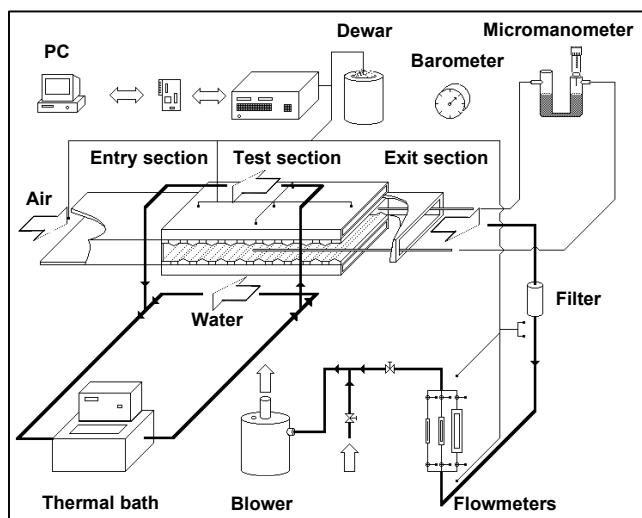 PC
Dewar
Micromanometer
Barometer
Entry section
Test section
Exit section
Air
Water
Filter
Thermal bath
Blower
Flowmeters